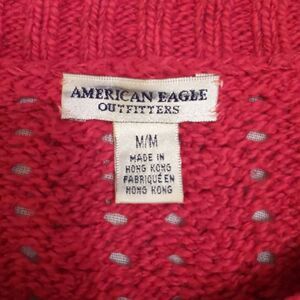 AMERICAN EAGLE
OUTFITTERS
M/M
MADE IN
HONG KONG
FABRIQUÉ EN
HONG KONG